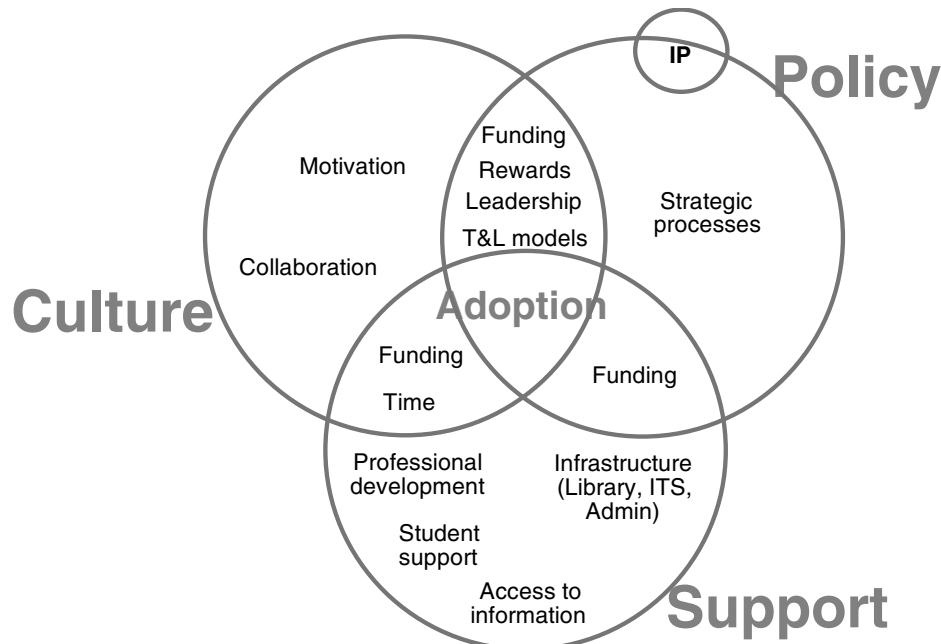 IP
Policy
Funding
Rewards
Leadership
T&L models
Motivation
Collaboration
Strategic
processes
Culture
Adoption
Funding
Time
Funding
Professional
development
Infrastructure
(Library, ITS,
Admin)
Student
support
Access to
information
Support